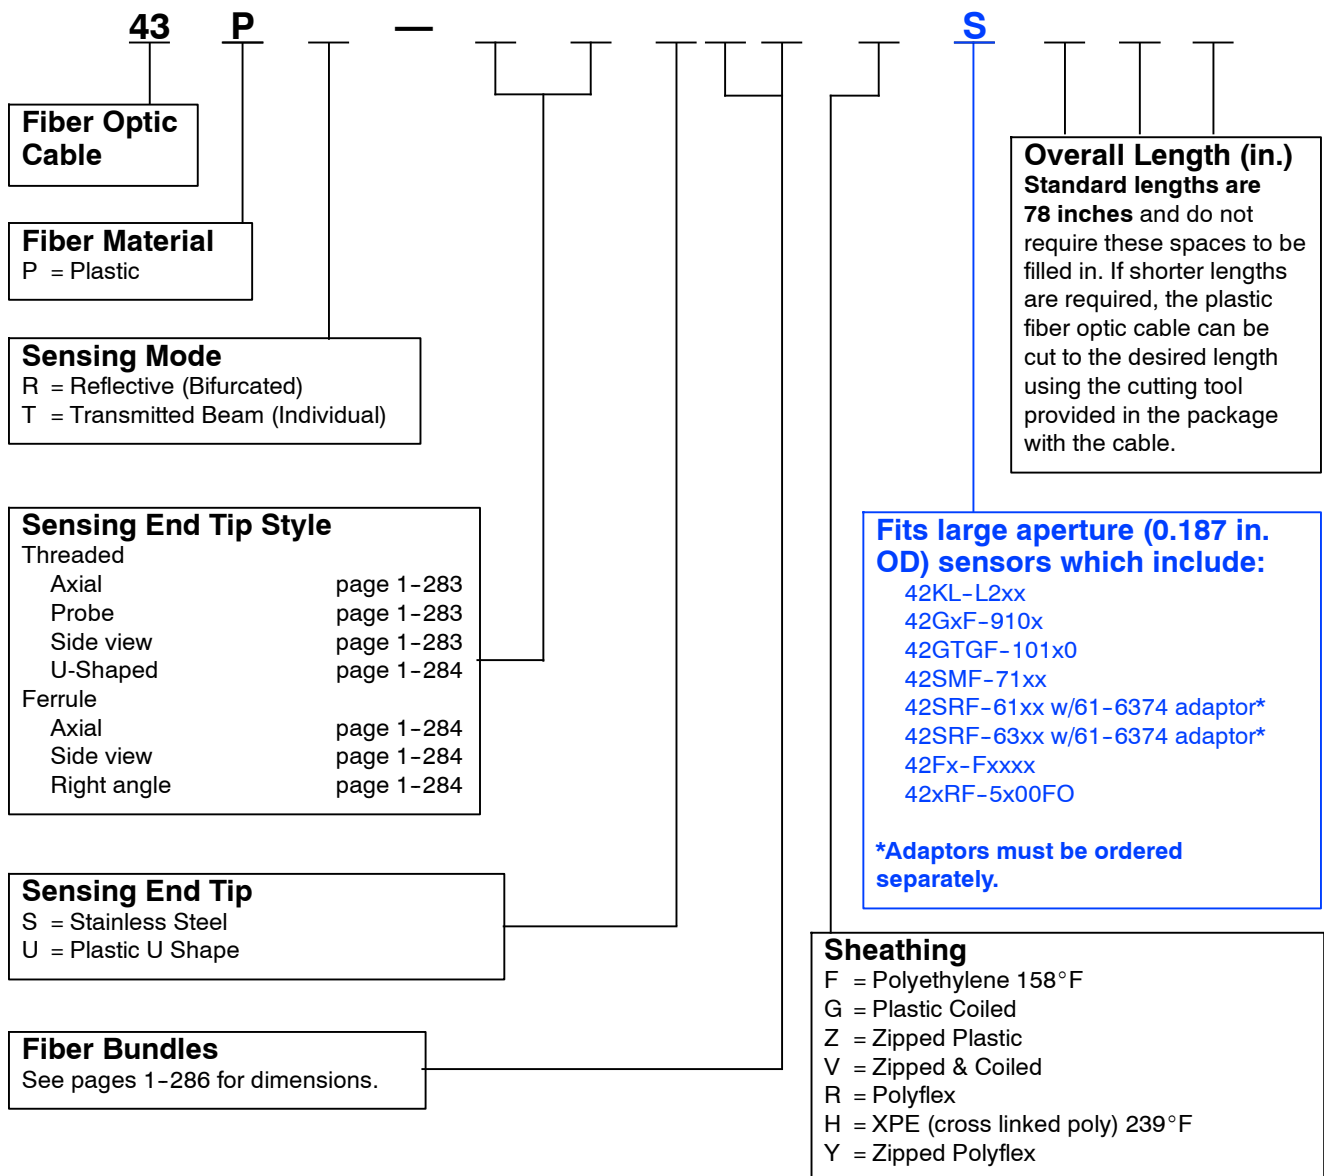 43 P — S
Fiber Optic
Cable
Fiber Material
P = Plastic
Sensing Mode
R = Reflective (Bifurcated)
T = Transmitted Beam (Individual)
Sensing End Tip Style
Threaded
Axial page 1-283
Probe page 1-283
Side view page 1-283
U-Shaped page 1-284
Ferrule
Axial page 1-284
Side view page 1-284
Right angle page 1-284
Sensing End Tip
S = Stainless Steel
U = Plastic U Shape
Fiber Bundles
See pages 1-286 for dimensions.
Overall Length (in.)
Standard lengths are
78 inches and do not
require these spaces to be
filled in. If shorter lengths
are required, the plastic
fiber optic cable can be
cut to the desired length
using the cutting tool
provided in the package
with the cable.
Fits large aperture (0.187 in.
OD) sensors which include:
42KL-L2xx
42GxF-910x
42GTGF-101x0
42SMF-71xx
42SRF-61xx w/61-6374 adaptor*
42SRF-63xx w/61-6374 adaptor*
42Fx-Fxxxx
42xRF-5x00FO
*Adaptors must be ordered
separately.
Sheathing
F = Polyethylene 158°F
G = Plastic Coiled
Z = Zipped Plastic
V = Zipped & Coiled
R = Polyflex
H = XPE (cross linked poly) 239°F
Y = Zipped Polyflex